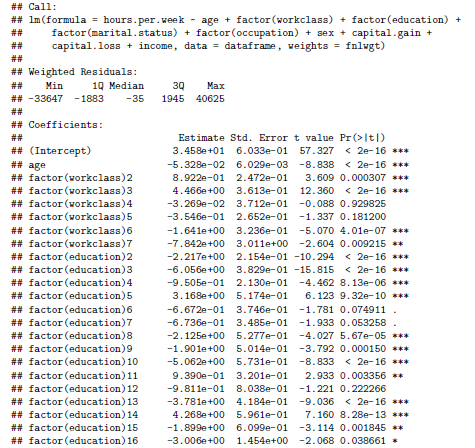 ## Call:
## lm(formula = hours.per.week ~ age + factor(workclass) + factor(education) +
##     factor(marital.status) + factor(occupation) + sex + capital.gain +
##     capital.loss + income, data = dataframe, weights = fnlwgt)
##
## Weighted Residuals:
##    Min     1Q Median     3Q    Max
## -33647  -1883    -35   1945  40625
##
## Coefficients:
##                         Estimate Std. Error t value Pr(>|t|)
## (Intercept)            3.458e+01  6.033e-01  57.327  < 2e-16 ***
## age                   -5.328e-02  6.029e-03  -8.838  < 2e-16 ***
## factor(workclass)2     8.922e-01  2.472e-01   3.609 0.000307 ***
## factor(workclass)3     4.466e+00  3.613e-01  12.360  < 2e-16 ***
## factor(workclass)4    -3.269e-02  3.712e-01  -0.088 0.929825
## factor(workclass)5    -3.546e-01  2.652e-01  -1.337 0.181200
## factor(workclass)6    -1.641e+00  3.236e-01  -5.070 4.01e-07 ***
## factor(workclass)7    -7.842e+00  3.011e+00  -2.604 0.009215 **
## factor(education)2    -2.217e+00  2.154e-01 -10.294  < 2e-16 ***
## factor(education)3    -6.056e+00  3.829e-01 -15.815  < 2e-16 ***
## factor(education)4    -9.505e-01  2.130e-01  -4.462 8.13e-06 ***
## factor(education)5     3.168e+00  5.174e-01   6.123 9.32e-10 ***
## factor(education)6    -6.672e-01  3.746e-01  -1.781 0.074911 .
## factor(education)7    -6.736e-01  3.485e-01  -1.933 0.053258 .
## factor(education)8    -2.125e+00  5.277e-01  -4.027 5.67e-05 ***
## factor(education)9    -1.901e+00  5.014e-01  -3.792 0.000150 ***
## factor(education)10   -5.062e+00  5.731e-01  -8.833  < 2e-16 ***
## factor(education)11    9.390e-01  3.201e-01   2.933 0.003356 **
## factor(education)12   -9.811e-01  8.038e-01  -1.221 0.222266
## factor(education)13   -3.781e+00  4.184e-01  -9.036  < 2e-16 ***
## factor(education)14    4.268e+00  5.961e-01   7.160 8.28e-13 ***
## factor(education)15   -1.899e+00  6.099e-01  -3.114 0.001845 **
## factor(education)16   -3.006e+00  1.454e+00  -2.068 0.038661 *